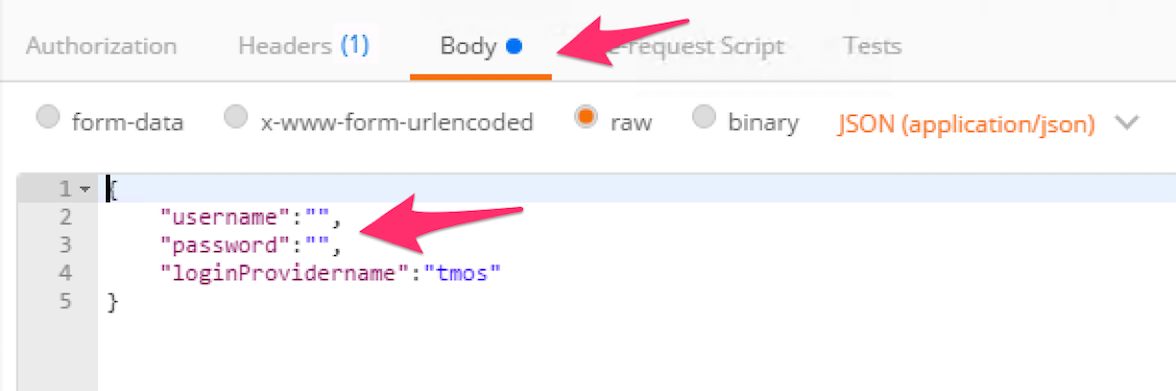 Authorization Headers (1) Body e-request Script Tests
form-data x-www-form-urlencoded raw binary JSON (application/json)
1 {
2 "username":"",
3 "password":"",
4 "loginProvidername":"tmos"
5 }